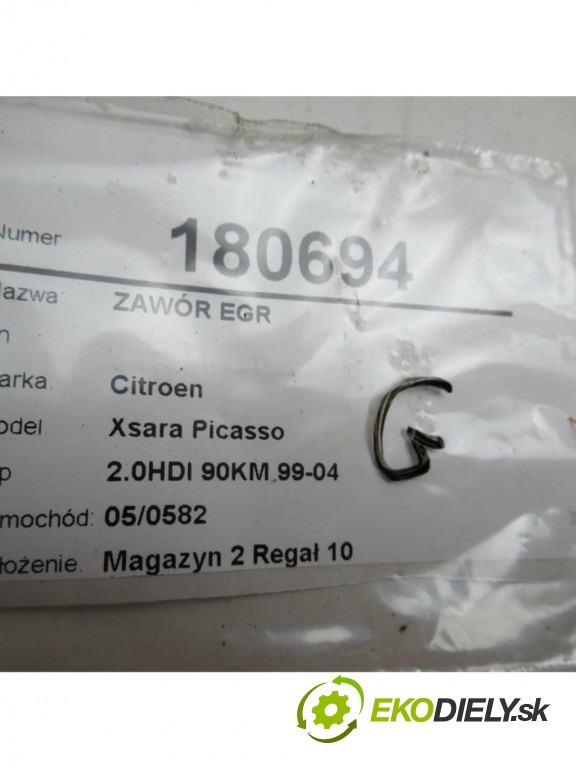 Numer 180694
Nazwa: ZAWÓR EGR
n
arka. Citroen
odel. Xsara Picasso
p 2.0HDI 90KM 99-04
mochód: 05/0582
łożenie. Magazyn 2 Regał 10
G
EKODIELY.sk